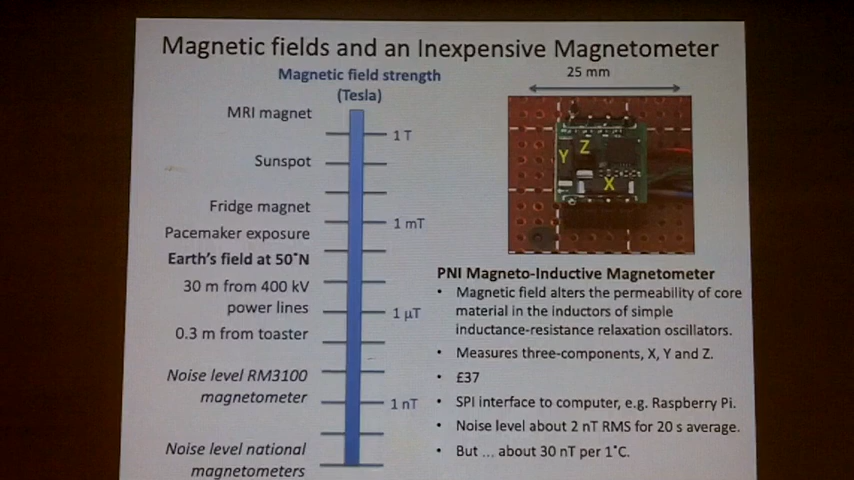 Magnetic fields and an Inexpensive Magnetometer
Magnetic field strength
(Tesla)
MRI magnet
1 T
Sunspot
Fridge magnet
1 mT
Pacemaker exposure
Earth's field at 50˚N
30 m from 400 kV
power lines
1 µT
0.3 m from toaster
Noise level RM3100
magnetometer
1 nT
Noise level national
magnetometers
25 mm
Y
Z
X
PNI Magneto-Inductive Magnetometer
• Magnetic field alters the permeability of core
material in the inductors of simple
inductance-resistance relaxation oscillators.
• Measures three-components, X, Y and Z.
• £37
• SPI interface to computer, e.g. Raspberry Pi.
• Noise level about 2 nT RMS for 20 s average.
• But ... about 30 nT per 1˚C.